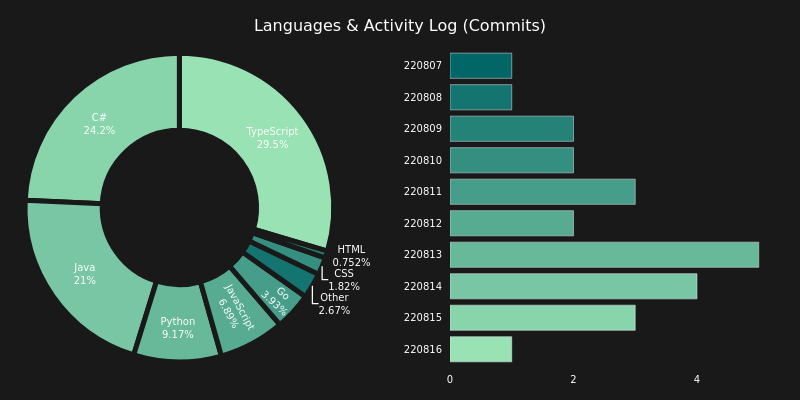 Languages & Activity Log (Commits)
TypeScript
29.5%
C#
24.2%
Java
21%
Python
9.17%
JavaScript
6.89%
Go
3.93%
Other
2.67%
CSS
1.82%
HTML
0.752%
220807
220808
220809
220810
220811
220812
220813
220814
220815
220816
0 2 4